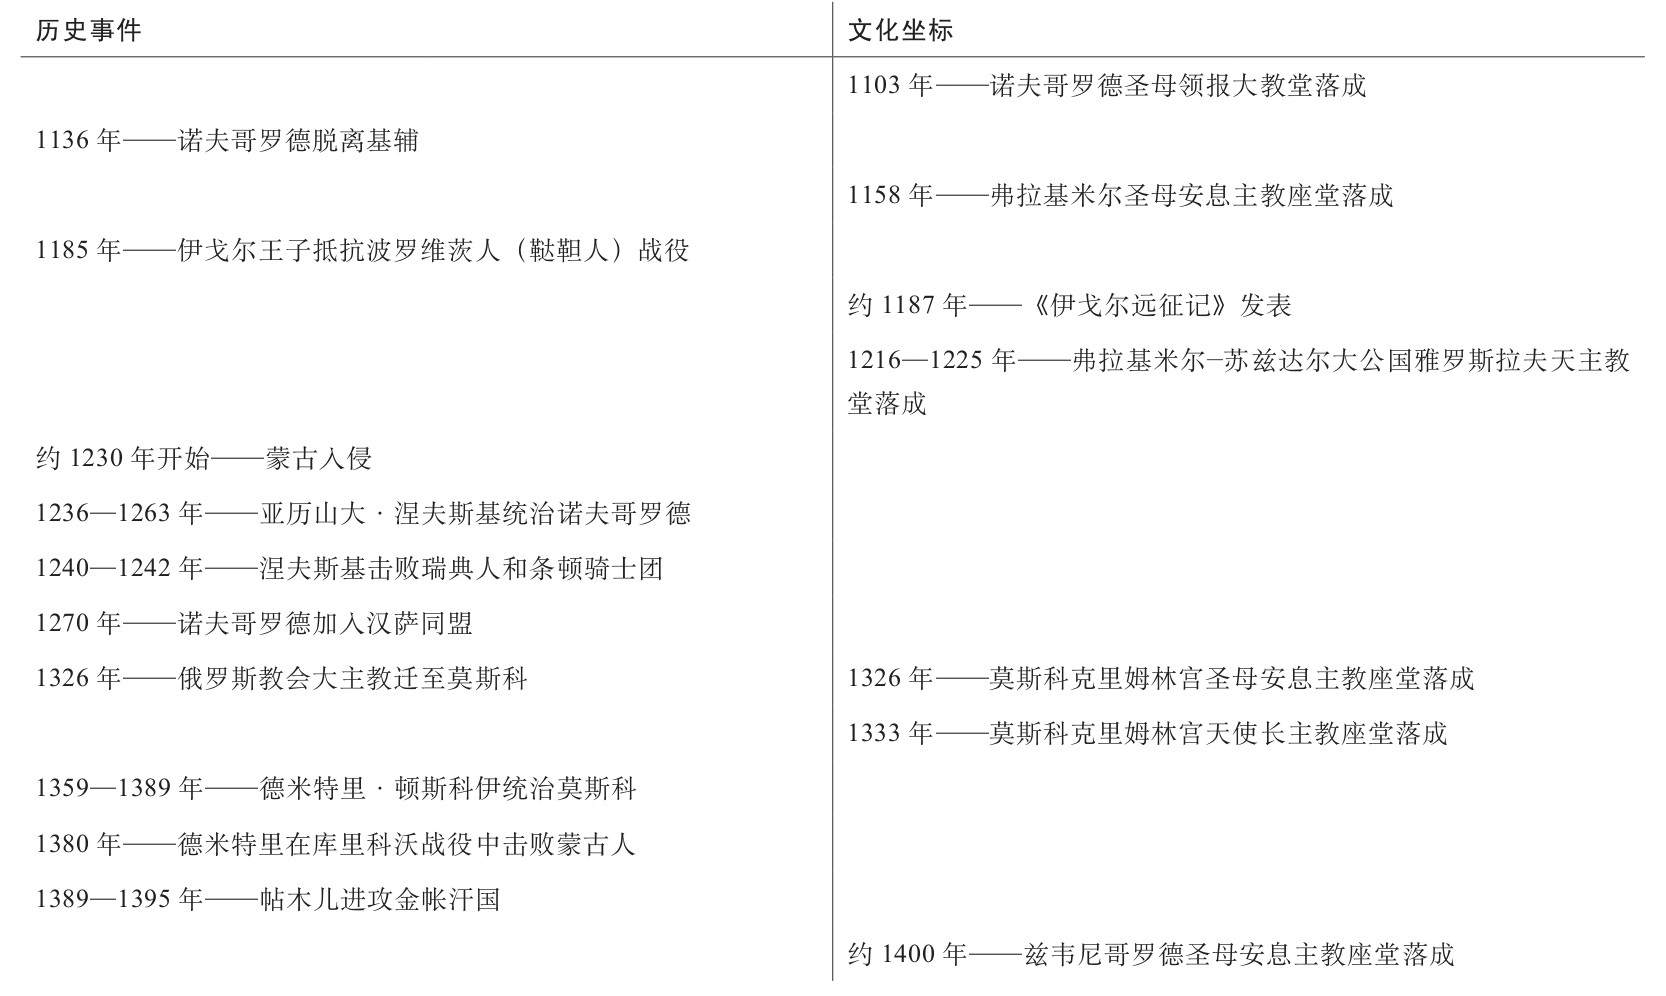 历史事件
文化坐标
1103 年——诺夫哥罗德圣母领报大教堂落成
1136 年——诺夫哥罗德脱离基辅
1158 年——弗拉基米尔圣母安息主教座堂落成
1185 年——伊戈尔王子抵抗波罗维茨人（鞑靼人）战役
约 1187 年——《伊戈尔远征记》发表
1216—1225 年——弗拉基米尔–苏兹达尔大公国雅罗斯拉夫天主教
堂落成
约 1230 年开始——蒙古入侵
1236—1263 年——亚历山大 · 涅夫斯基统治诺夫哥罗德
1240—1242 年——涅夫斯基击败瑞典人和条顿骑士团
1270 年——诺夫哥罗德加入汉萨同盟
1326 年——俄罗斯教会大主教迁至莫斯科
1326 年——莫斯科克里姆林宫圣母安息主教座堂落成
1333 年——莫斯科克里姆林宫天使长主教座堂落成
1359—1389 年——德米特里 · 顿斯科伊统治莫斯科
1380 年——德米特里在库里科沃战役中击败蒙古人
1389—1395 年——帖木儿进攻金帐汗国
约 1400 年——兹韦尼哥罗德圣母安息主教座堂落成